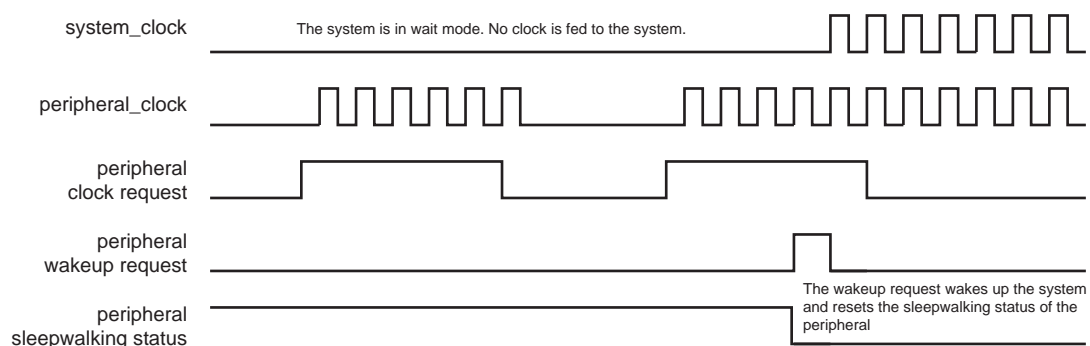 system_clock
The system is in wait mode. No clock is fed to the system.
peripheral_clock
peripheral
clock request
peripheral
wakeup request
The wakeup request wakes up the system
and resets the sleepwalking status of the
peripheral
peripheral
sleepwalking status